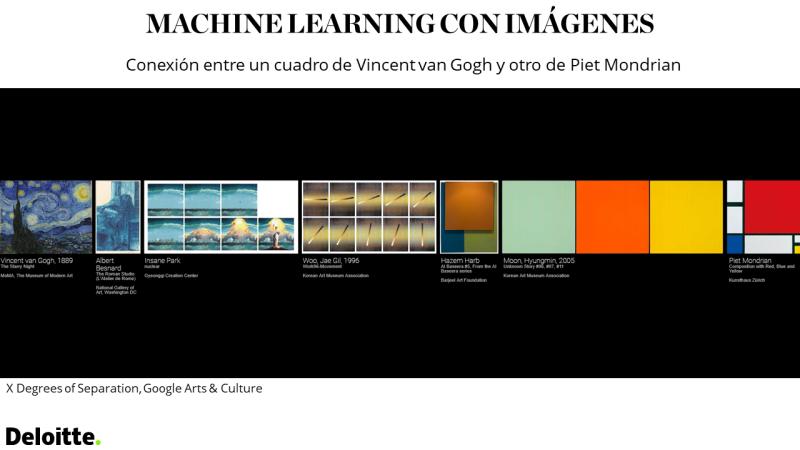 MACHINE LEARNING CON IMÁGENES
Conexión entre un cuadro de Vincent van Gogh y otro de Piet Mondrian
Vincent van Gogh, 1889
The Starry Night
MoMA, The Museum of Modern Art
Albert
Besnard
The Roman Studio
(L'Atelier de Rome)
National Gallery of
Art, Washington DC
Insane Park
nuclear
Gyeonggi Creation Center
Woo, Jae Gil, 1996
Korean Art Museum Association
Hazem Harb
Al Baseera #5, From the Al
Baseera series
Barjeel Art Foundation
Moon, Hyungmin, 2005
Unknown Story #06, #07, #11
Korean Art Museum Association
Piet Mondrian
Composition with Red, Blue and
Yellow
Kunsthaus Zürich
X Degrees of Separation, Google Arts & Culture
Deloitte.